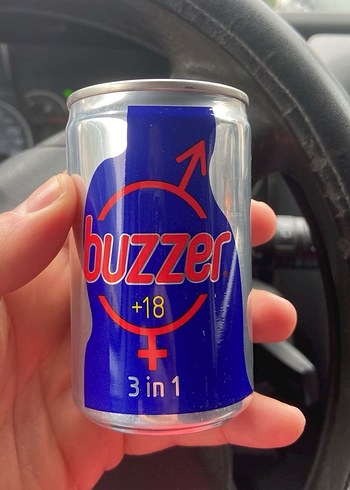 buzzer
+18
3 in 1